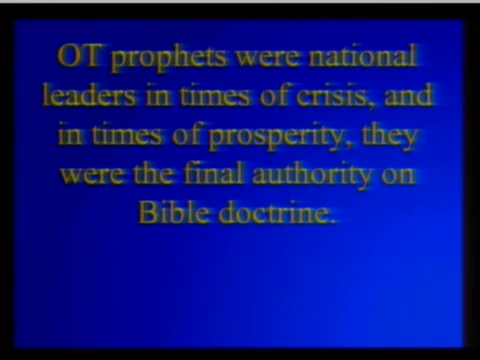 OT prophets were national
leaders in times of crisis, and
in times of prosperity, they
were the final authority on
Bible doctrine.